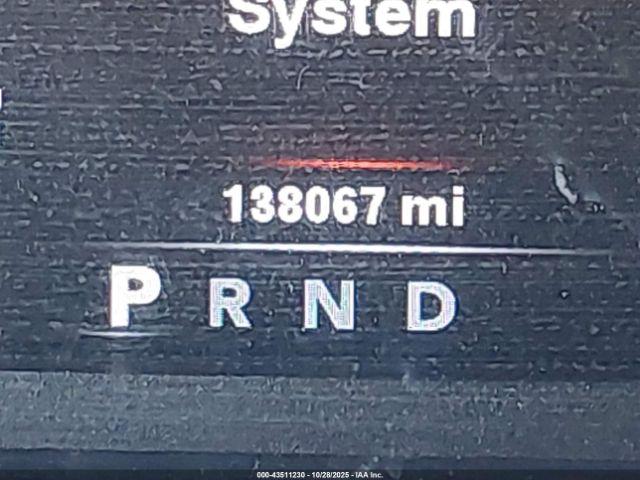 System
138067 mi
P R N D
000-43511230 - 10/28/2025 - IAA Inc.